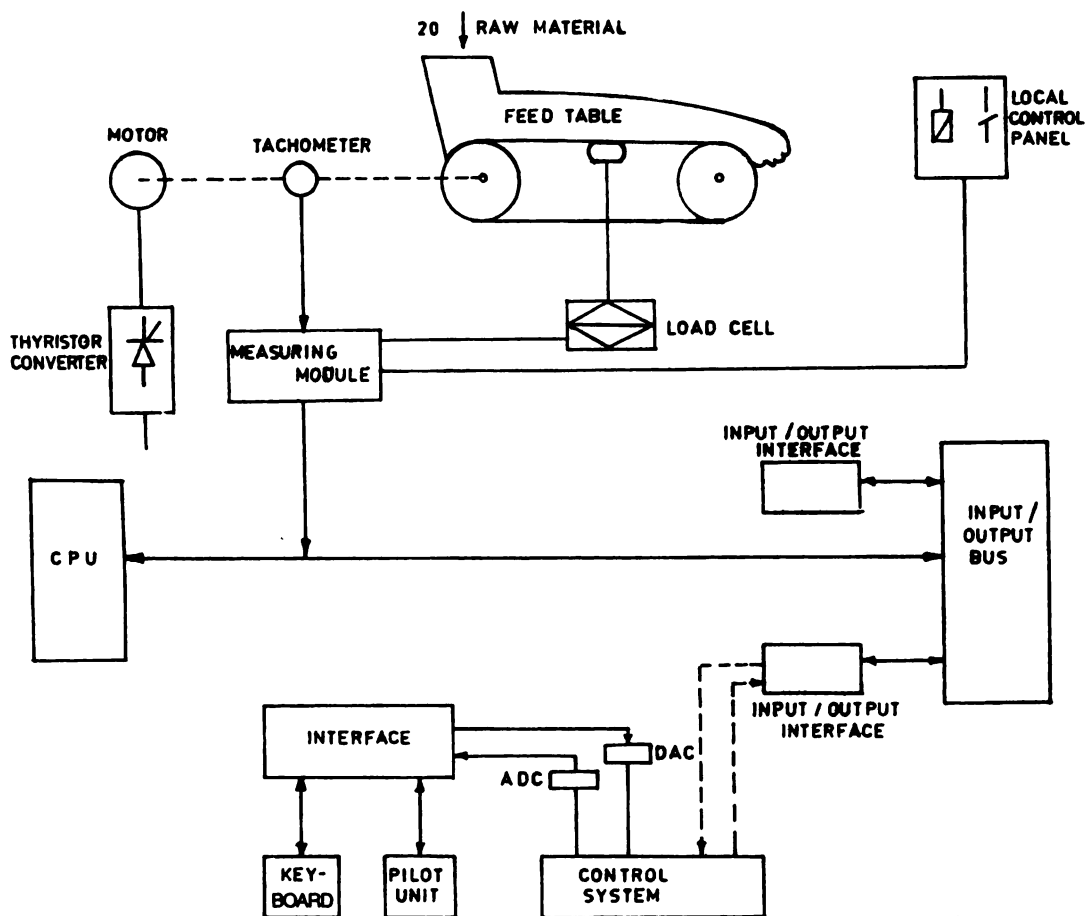 20 RAW MATERIAL
FEED TABLE
LOCAL
CONTROL
PANEL
MOTOR
TACHOMETER
THYRISTOR
CONVERTER
MEASURING
MODULE
LOAD CELL
INPUT / OUTPUT
INTERFACE
CPU
INPUT /
OUTPUT
BUS
INPUT / OUTPUT
INTERFACE
INTERFACE
DAC
ADC
KEY-
BOARD
PILOT
UNIT
CONTROL
SYSTEM